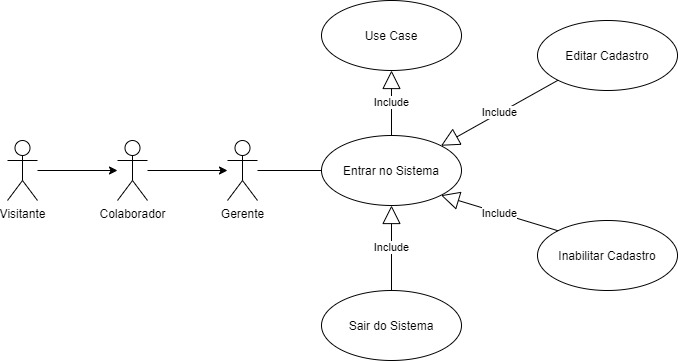 Use Case
Editar Cadastro
Include
Include
Entrar no Sistema
Visitante
Colaborador
Gerente
Include
Include
Inabilitar Cadastro
Sair do Sistema